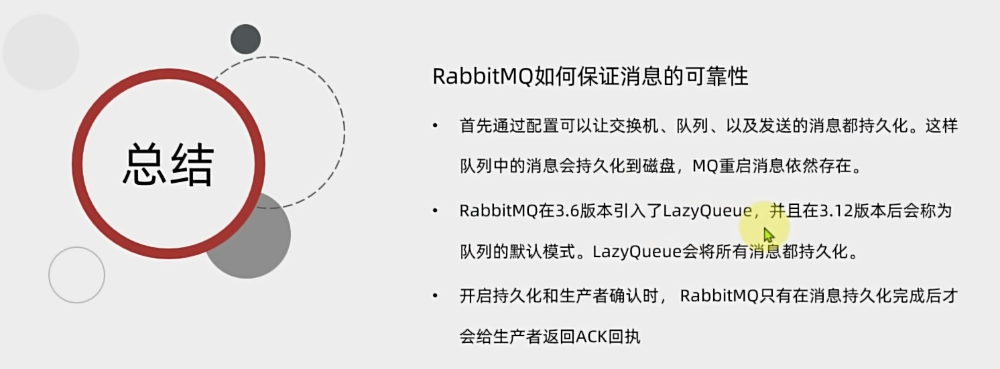 总结
RabbitMQ如何保证消息的可靠性
• 首先通过配置可以让交换机、队列、以及发送的消息都持久化。这样
队列中的消息会持久化到磁盘，MQ重启消息依然存在。
• RabbitMQ在3.6版本引入了LazyQueue，并且在3.12版本后会称为
队列的默认模式。LazyQueue会将所有消息都持久化。
• 开启持久化和生产者确认时， RabbitMQ只有在消息持久化完成后才
会给生产者返回ACK回执